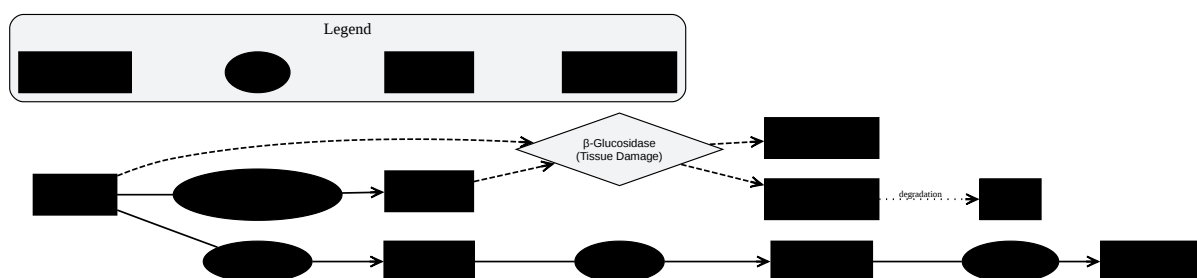 Legend
β-Glucosidase
(Tissue Damage)
degradation